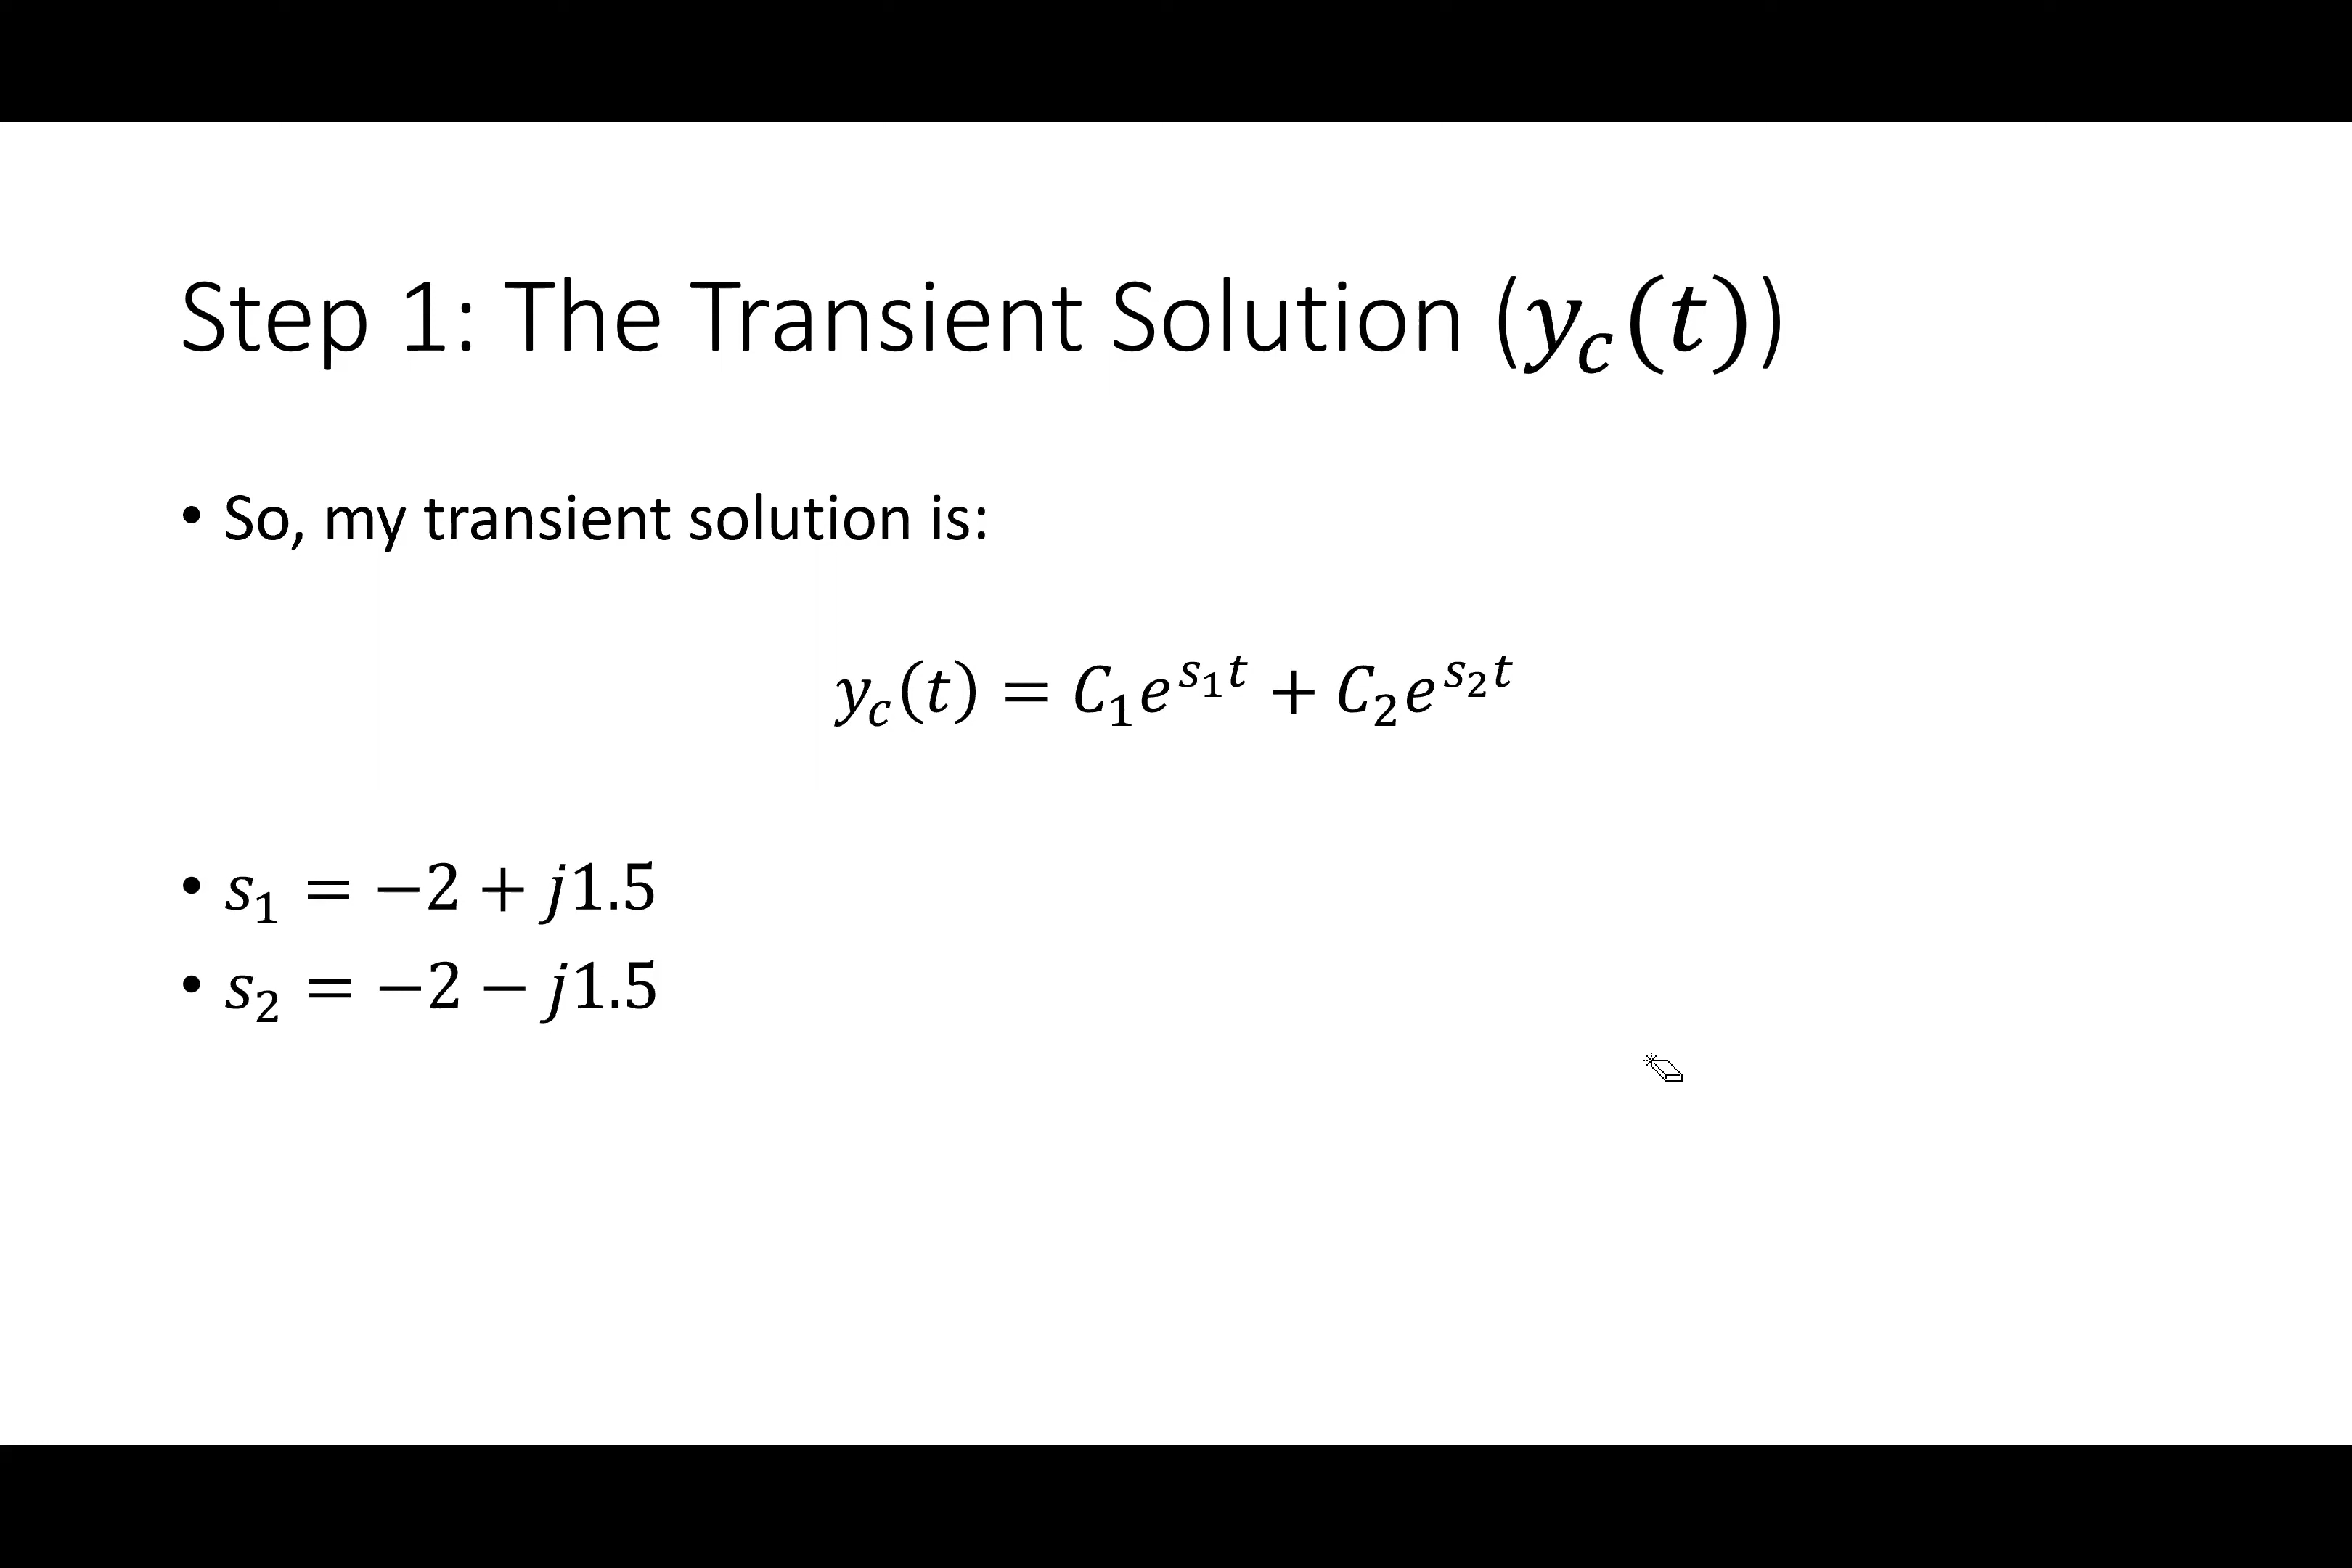 Step 1: The Transient Solution (y_c(t))
• So, my transient solution is:
y_c(t) = C_1e^{s_1t} + C_2e^{s_2t}
• s_1 = −2 + j1.5
• s_2 = −2 − j1.5